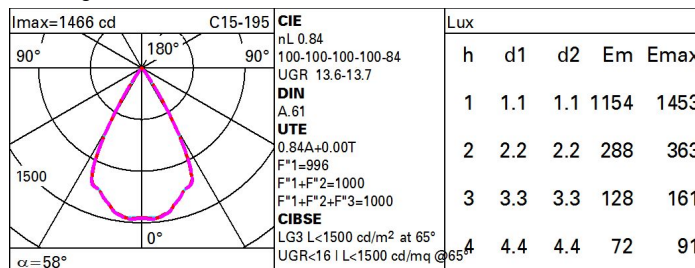 Imax=1466 cd C15-195
90° 180° 90°
1500
0°
α=58°
CIE
nL 0.84
100-100-100-100-84
UGR 13.6-13.7
DIN
A.61
UTE
0.84A+0.00T
F"1=996
F"1+F"2=1000
F"1+F"2+F"3=1000
CIBSE
LG3 L<1500 cd/m² at 65°
UGR<16 | L<1500 cd/mq @65°
Lux
h d1 d2 Em Emax
1 1.1 1.1 1154 1453
2 2.2 2.2 288 363
3 3.3 3.3 128 161
4 4.4 4.4 72 91